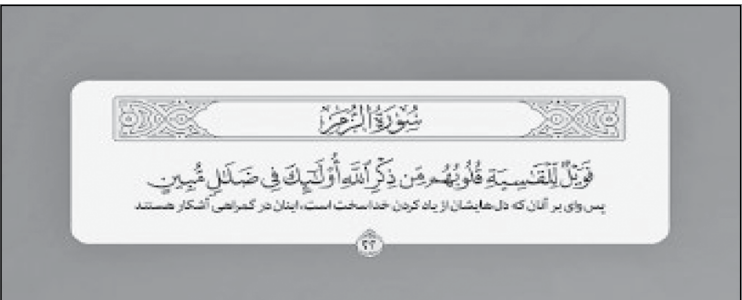 سُورَةُ الزُّمَرِ
فَوَيْلٌ لِّلْقَٰسِيَةِ قُلُوبُهُم مِّن ذِكْرِ ٱللَّهِ أُو۟لَٰٓئِكَ فِى ضَلَٰلٍ مُّبِينٍ
پس وای بر آنان که دل‌هایشان از یاد کردن خدا سخت است، اینان در گمراهی آشکار هستند
۲۲